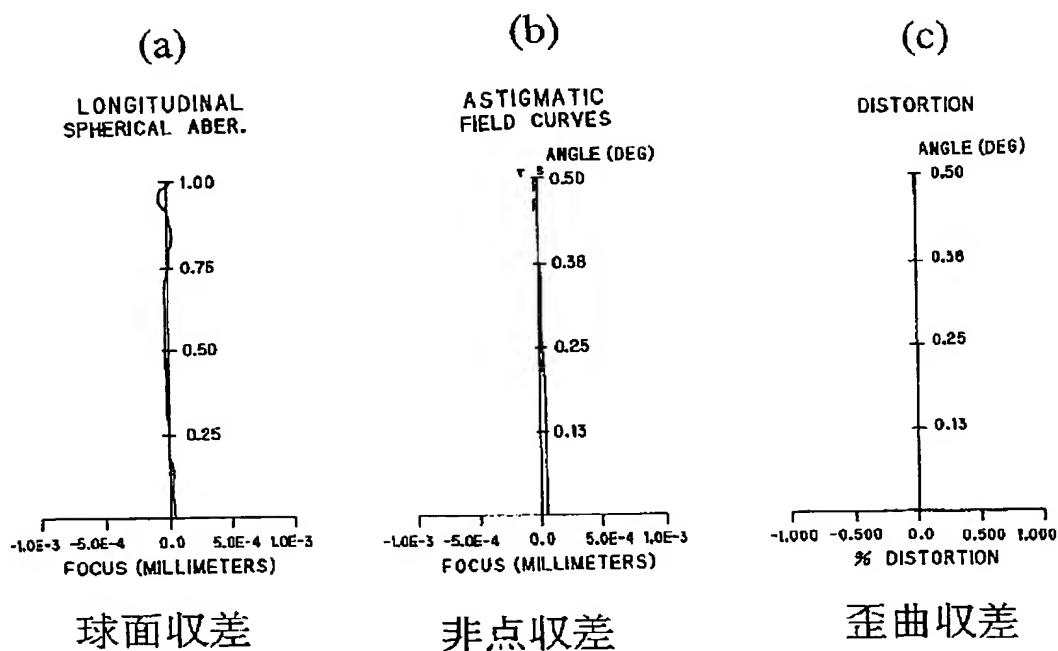 (a)
LONGITUDINAL
SPHERICAL ABER.
1.00
0.75
0.50
0.25
-1.0E-3 -5.0E-4 0.0 5.0E-4 1.0E-3
FOCUS (MILLIMETERS)
球面収差
(b)
ASTIGMATIC
FIELD CURVES
ANGLE (DEG)
T S
0.50
0.38
0.25
0.13
-1.0E-3 -5.0E-4 0.0 5.0E-4 1.0E-3
FOCUS (MILLIMETERS)
非点収差
(c)
DISTORTION
ANGLE (DEG)
0.50
0.38
0.25
0.13
-1.000 -0.500 0.0 0.500 1.000
% DISTORTION
歪曲収差